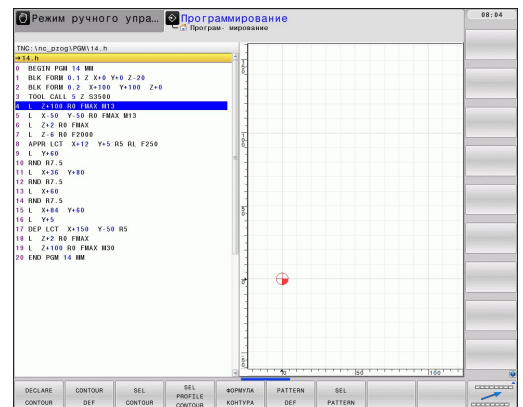 Режим ручного упра…
Программирование
Програм- мирование
08:04
TNC:\nc_prog\PGM\14.h
→14.h
0 BEGIN PGM 14 MM
1 BLK FORM 0.1 Z X+0 Y+0 Z-20
2 BLK FORM 0.2 X+100 Y+100 Z+0
3 TOOL CALL 5 Z S3500
4 L Z+100 R0 FMAX M13
5 L X-50 Y-50 R0 FMAX M13
6 L Z+2 R0 FMAX
7 L Z-6 R0 F2000
8 APPR LCT X+12 Y+5 R5 RL F250
9 L Y+60
10 RND R7.5
11 L X+36 Y+80
12 RND R7.5
13 L X+60
14 RND R7.5
15 L X+84 Y+60
16 L Y+5
17 DEP LCT X+150 Y-50 R5
18 L Z+2 R0 FMAX
19 L Z+100 R0 FMAX M30
20 END PGM 14 MM
0
50
100
DECLARE CONTOUR
CONTOUR DEF
SEL CONTOUR
SEL PROFILE CONTOUR
ФОРМУЛА КОНТУРА
PATTERN DEF
SEL PATTERN